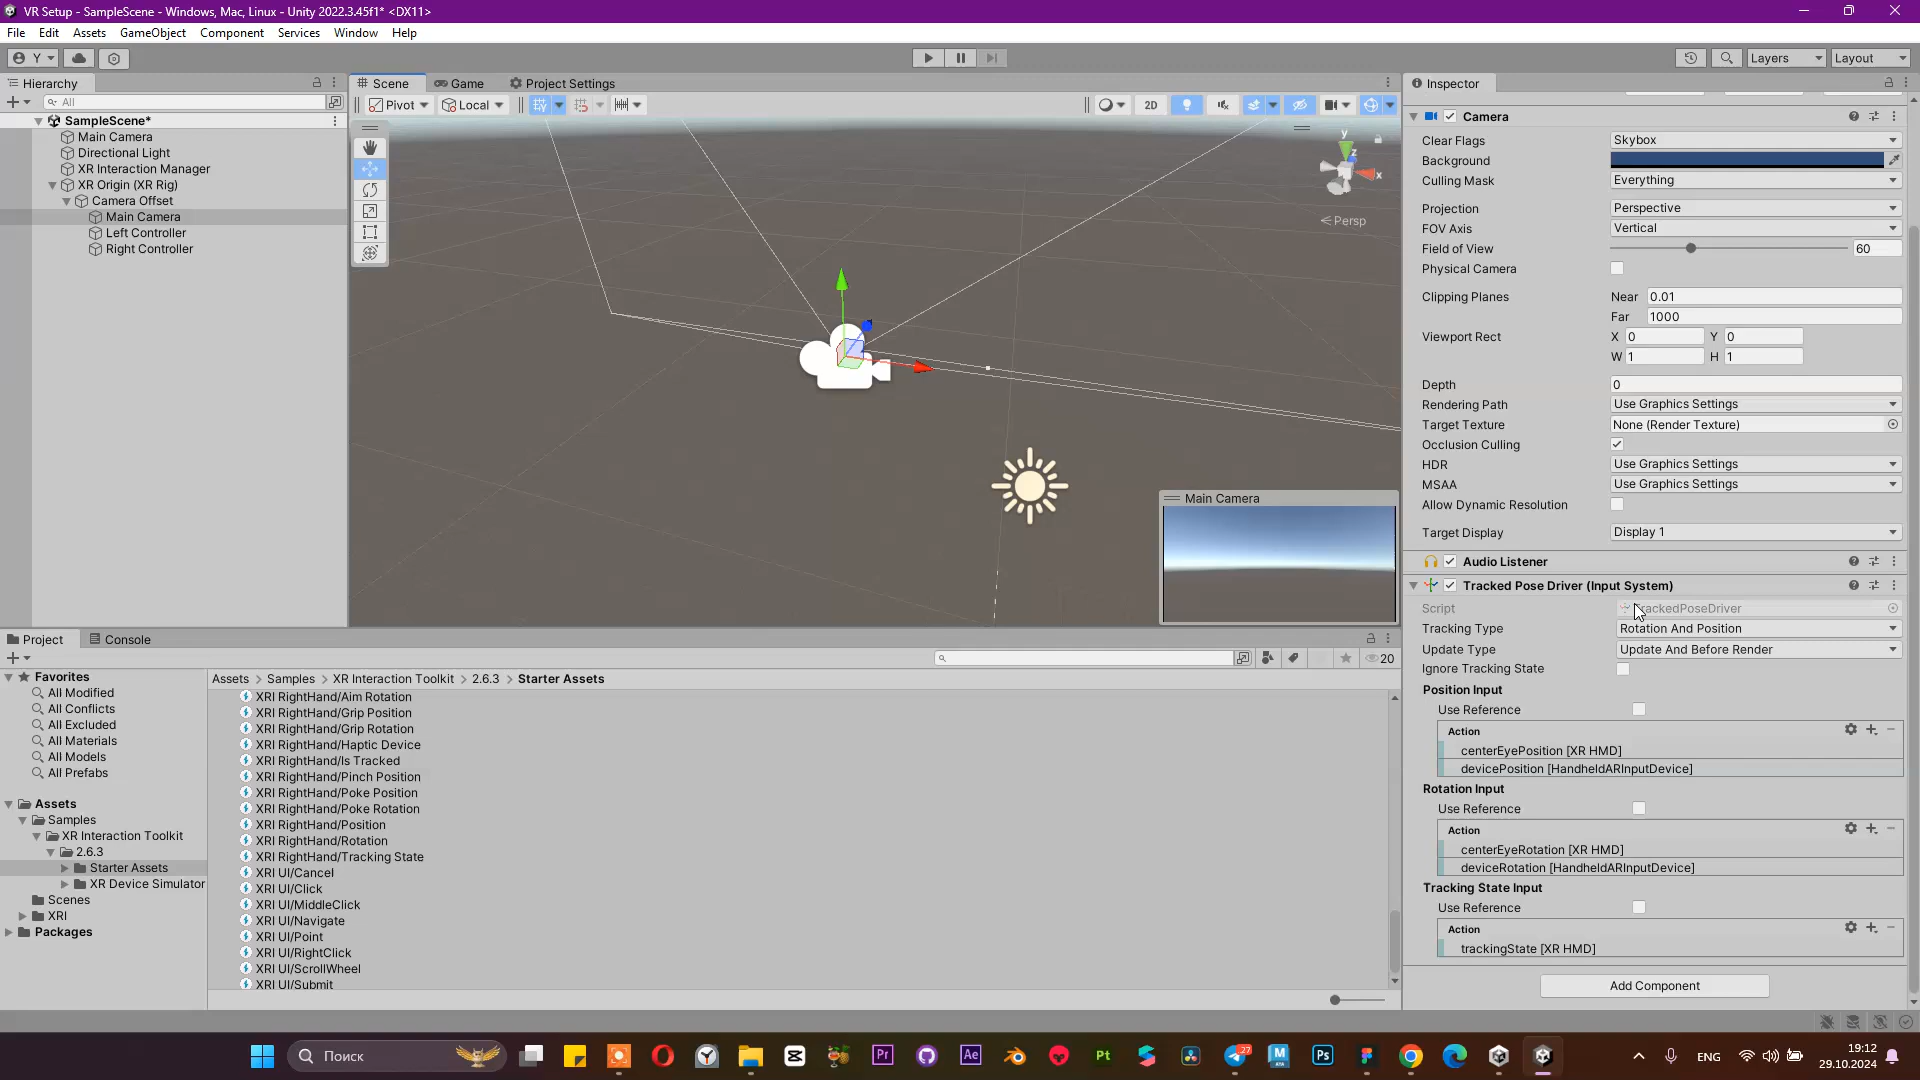 VR Setup - SampleScene - Windows, Mac, Linux - Unity 2022.3.45f1* <DX11>
File Edit Assets GameObject Component Services Window Help
Y Layers Layout
Hierarchy
All
SampleScene*
Main Camera
Directional Light
XR Interaction Manager
XR Origin (XR Rig)
Camera Offset
Main Camera
Left Controller
Right Controller
Scene Game Project Settings
Pivot Local 2D
y
z
x
Persp
Main Camera
Inspector
Camera
Clear Flags Skybox
Background
Culling Mask Everything
Projection Perspective
FOV Axis Vertical
Field of View 60
Physical Camera
Clipping Planes Near 0.01
Far 1000
Viewport Rect X 0 Y 0
W 1 H 1
Depth 0
Rendering Path Use Graphics Settings
Target Texture None (Render Texture)
Occlusion Culling
HDR Use Graphics Settings
MSAA Use Graphics Settings
Allow Dynamic Resolution
Target Display Display 1
Audio Listener
Tracked Pose Driver (Input System)
Script TrackedPoseDriver
Tracking Type Rotation And Position
Update Type Update And Before Render
Ignore Tracking State
Position Input
Use Reference
Action
centerEyePosition [XR HMD]
devicePosition [HandheldARInputDevice]
Rotation Input
Use Reference
Action
centerEyeRotation [XR HMD]
deviceRotation [HandheldARInputDevice]
Tracking State Input
Use Reference
Action
trackingState [XR HMD]
Add Component
Project Console
20
Favorites
All Modified
All Conflicts
All Excluded
All Materials
All Models
All Prefabs
Assets
Samples
XR Interaction Toolkit
2.6.3
Starter Assets
XR Device Simulator
Scenes
XRI
Packages
Assets > Samples > XR Interaction Toolkit > 2.6.3 > Starter Assets
XRI RightHand/Aim Rotation
XRI RightHand/Grip Position
XRI RightHand/Grip Rotation
XRI RightHand/Haptic Device
XRI RightHand/Is Tracked
XRI RightHand/Pinch Position
XRI RightHand/Poke Position
XRI RightHand/Poke Rotation
XRI RightHand/Position
XRI RightHand/Rotation
XRI RightHand/Tracking State
XRI UI/Cancel
XRI UI/Click
XRI UI/MiddleClick
XRI UI/Navigate
XRI UI/Point
XRI UI/RightClick
XRI UI/ScrollWheel
XRI UI/Submit
Поиск
Pr
Ae
Pt
27
M
Ps
ENG
19:12
29.10.2024